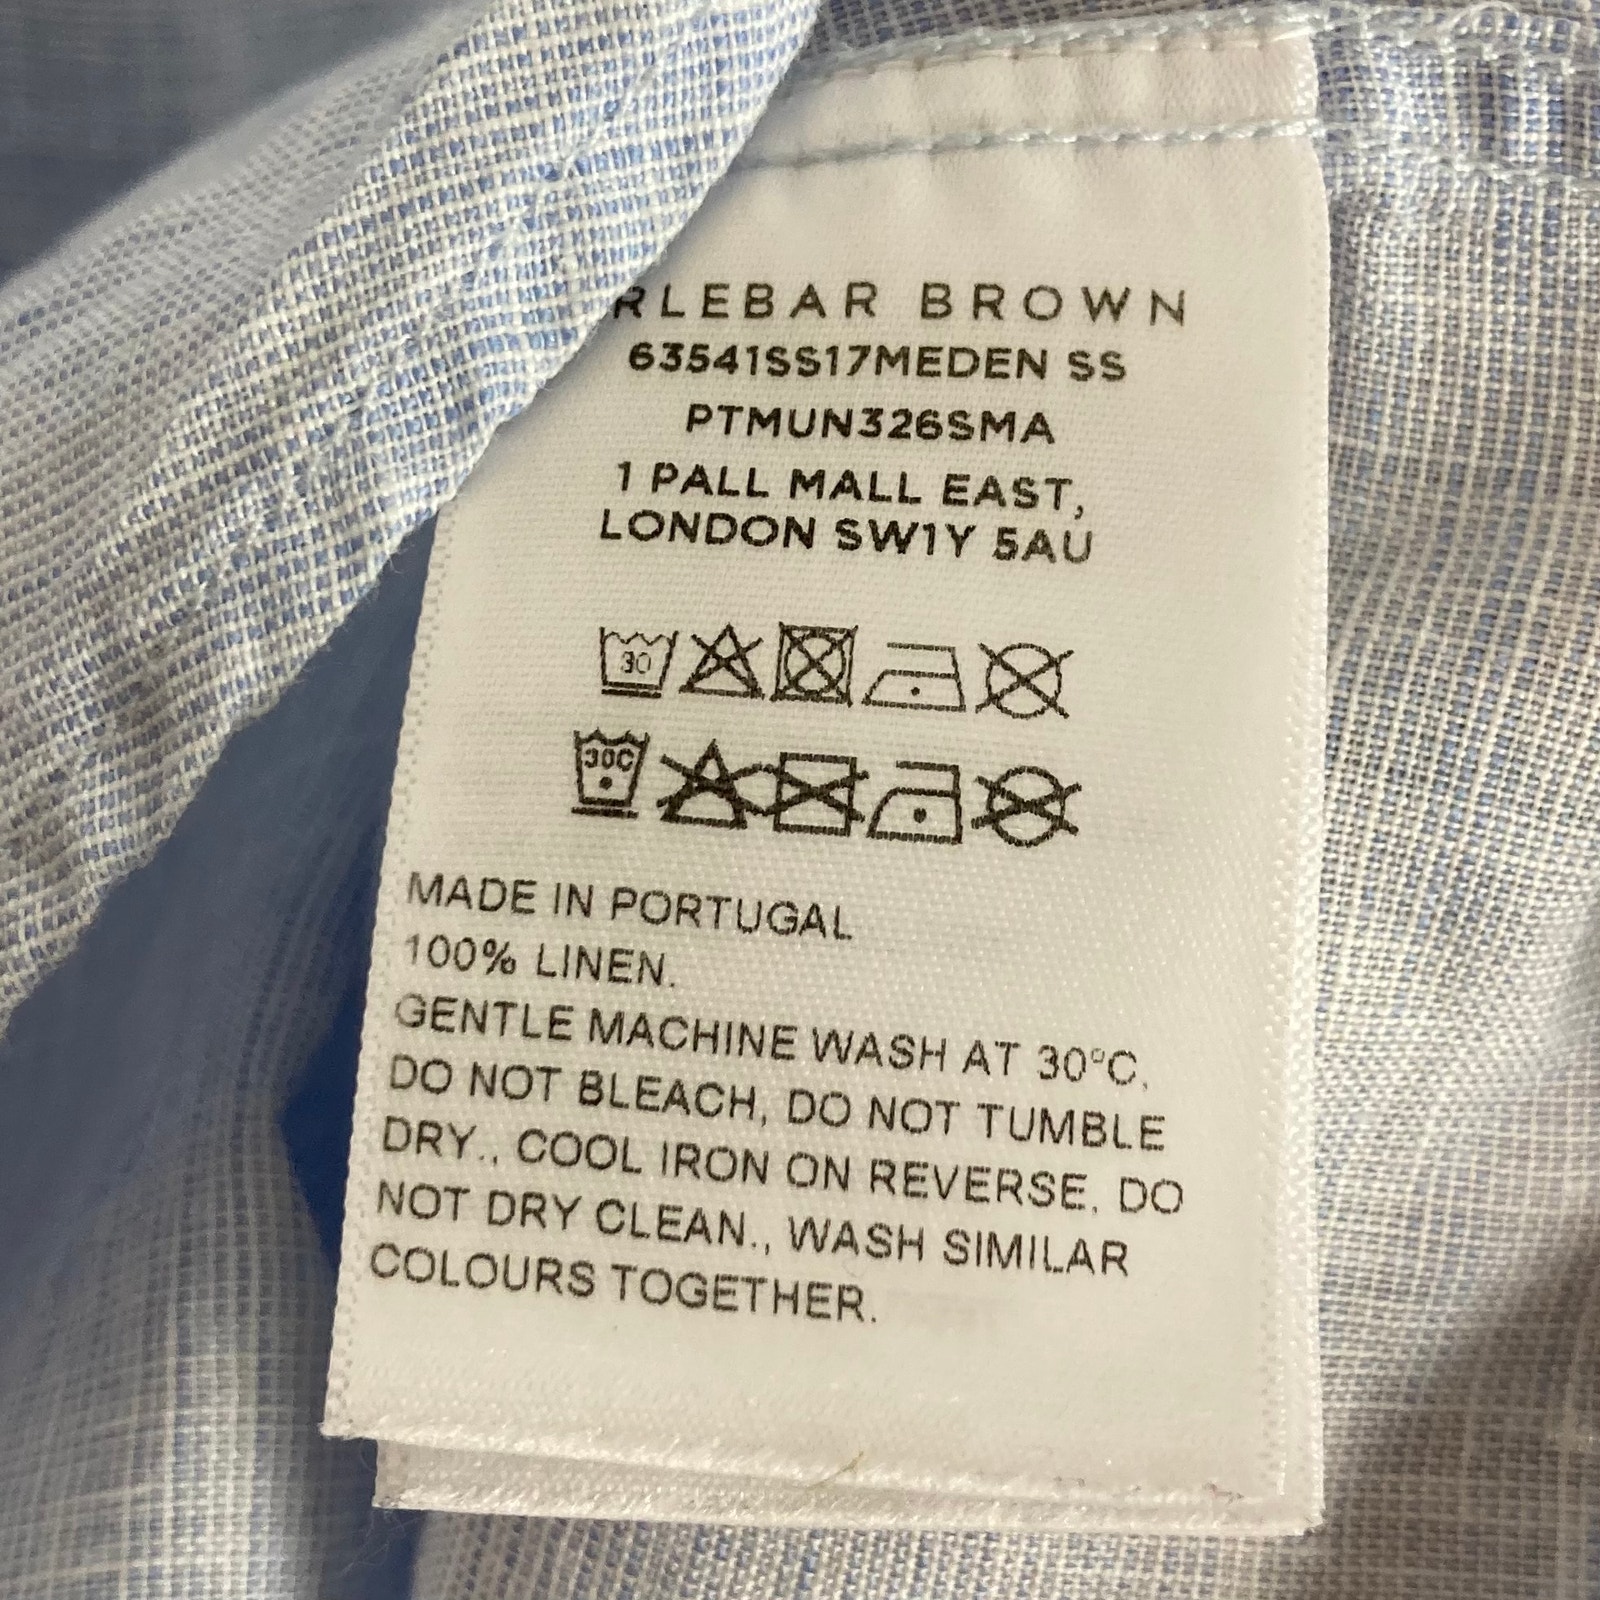 RLEBAR BROWN
63541SS17MEDEN SS
PTMUN326SMA
1 PALL MALL EAST,
LONDON SW1Y 5AU
30
30C
MADE IN PORTUGAL
100% LINEN.
GENTLE MACHINE WASH AT 30°C,
DO NOT BLEACH, DO NOT TUMBLE
DRY., COOL IRON ON REVERSE, DO
NOT DRY CLEAN., WASH SIMILAR
COLOURS TOGETHER.